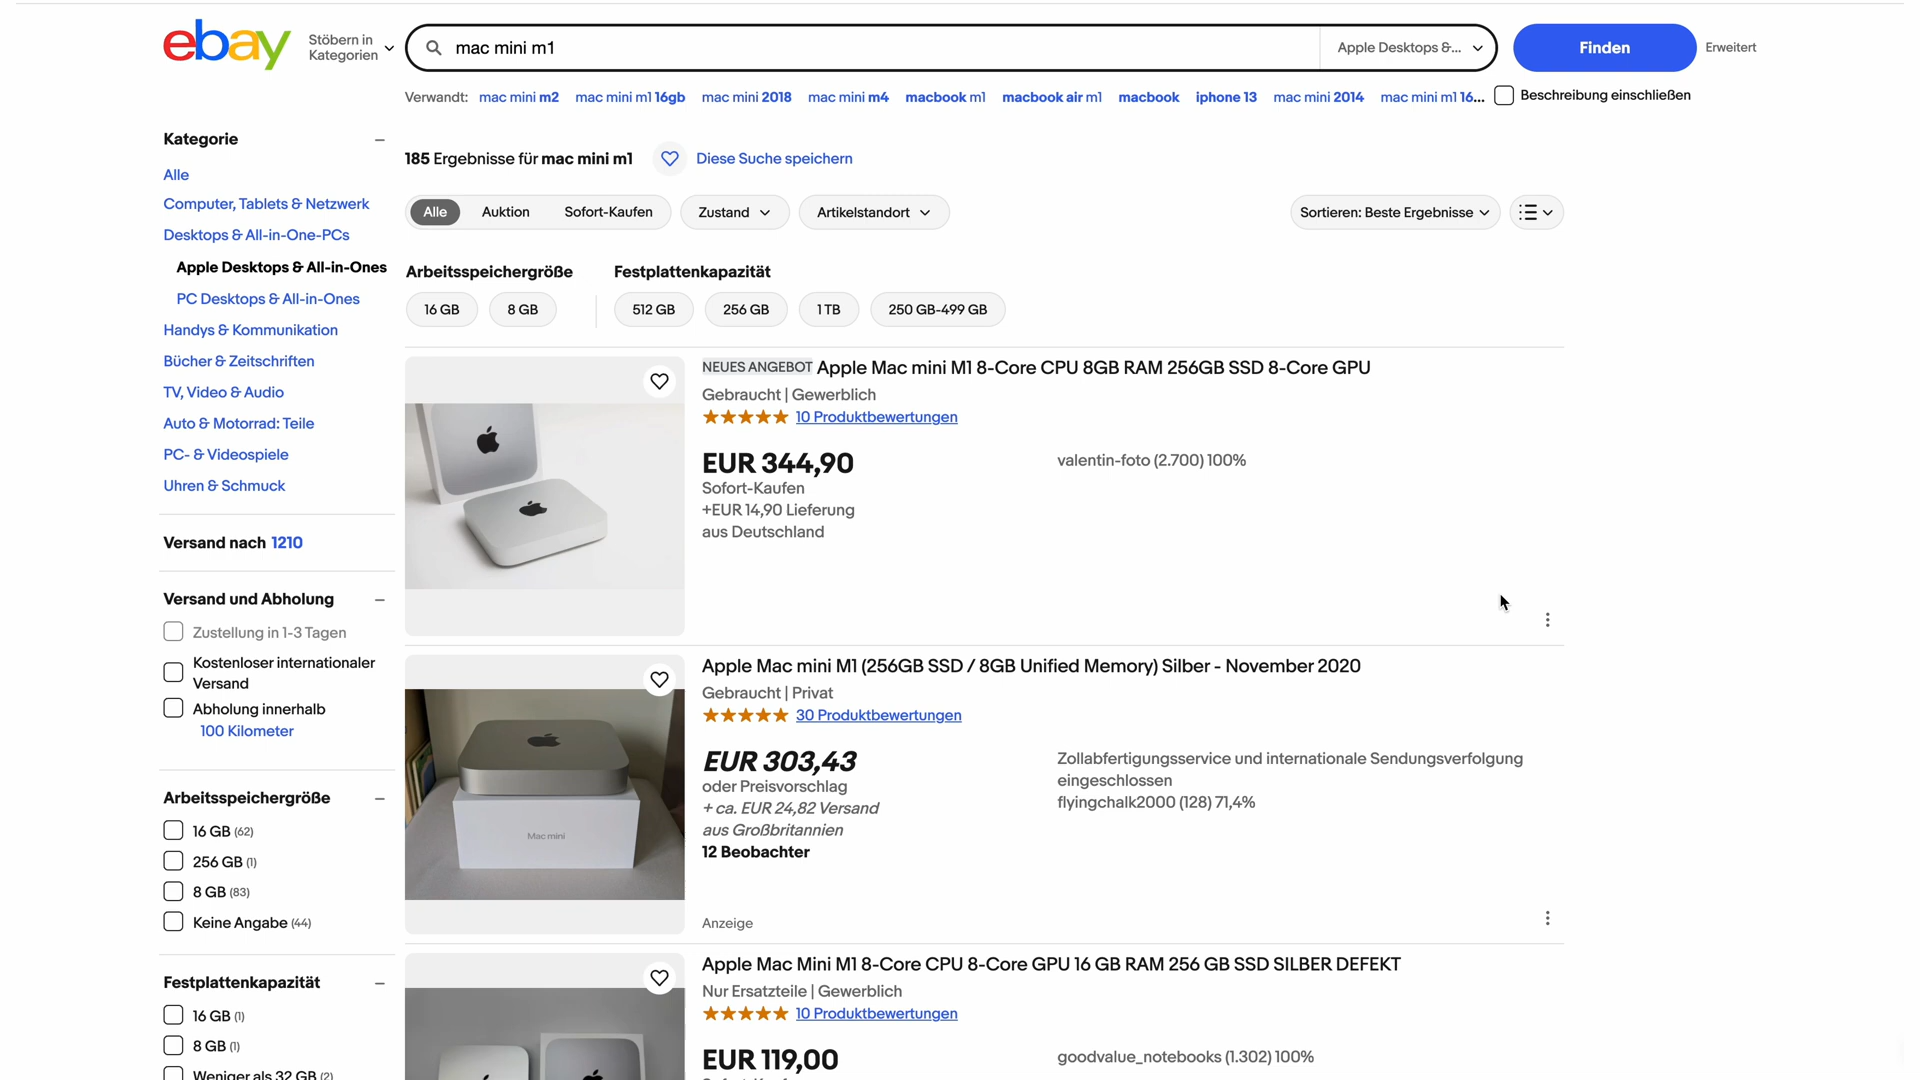 ebay
Stöbern in
Kategorien
mac mini m1
Apple Desktops &...
Finden
Erweitert
Verwandt: mac mini m2 mac mini m1 16gb mac mini 2018 mac mini m4 macbook m1 macbook air m1 macbook iphone 13 mac mini 2014 mac mini m1 16...
Beschreibung einschließen
Kategorie
Alle
Computer, Tablets & Netzwerk
Desktops & All-in-One-PCs
Apple Desktops & All-in-Ones
PC Desktops & All-in-Ones
Handys & Kommunikation
Bücher & Zeitschriften
TV, Video & Audio
Auto & Motorrad: Teile
PC- & Videospiele
Uhren & Schmuck
Versand nach 1210
Versand und Abholung
Zustellung in 1-3 Tagen
Kostenloser internationaler
Versand
Abholung innerhalb
100 Kilometer
Arbeitsspeichergröße
16 GB (62)
256 GB (1)
8 GB (83)
Keine Angabe (44)
Festplattenkapazität
16 GB (1)
8 GB (1)
Weniger als 32 GB (2)
185 Ergebnisse für mac mini m1
Diese Suche speichern
Alle Auktion Sofort-Kaufen Zustand Artikelstandort
Sortieren: Beste Ergebnisse
Arbeitsspeichergröße Festplattenkapazität
16 GB 8 GB 512 GB 256 GB 1 TB 250 GB-499 GB
NEUES ANGEBOT Apple Mac mini M1 8-Core CPU 8GB RAM 256GB SSD 8-Core GPU
Gebraucht | Gewerblich
10 Produktbewertungen
EUR 344,90
Sofort-Kaufen
+EUR 14,90 Lieferung
aus Deutschland
valentin-foto (2.700) 100%
Apple Mac mini M1 (256GB SSD / 8GB Unified Memory) Silber - November 2020
Gebraucht | Privat
30 Produktbewertungen
EUR 303,43
oder Preisvorschlag
+ ca. EUR 24,82 Versand
aus Großbritannien
12 Beobachter
Zollabfertigungsservice und internationale Sendungsverfolgung
eingeschlossen
flyingchalk2000 (128) 71,4%
Anzeige
Mac mini
Apple Mac Mini M1 8-Core CPU 8-Core GPU 16 GB RAM 256 GB SSD SILBER DEFEKT
Nur Ersatzteile | Gewerblich
10 Produktbewertungen
EUR 119,00
goodvalue_notebooks (1.302) 100%